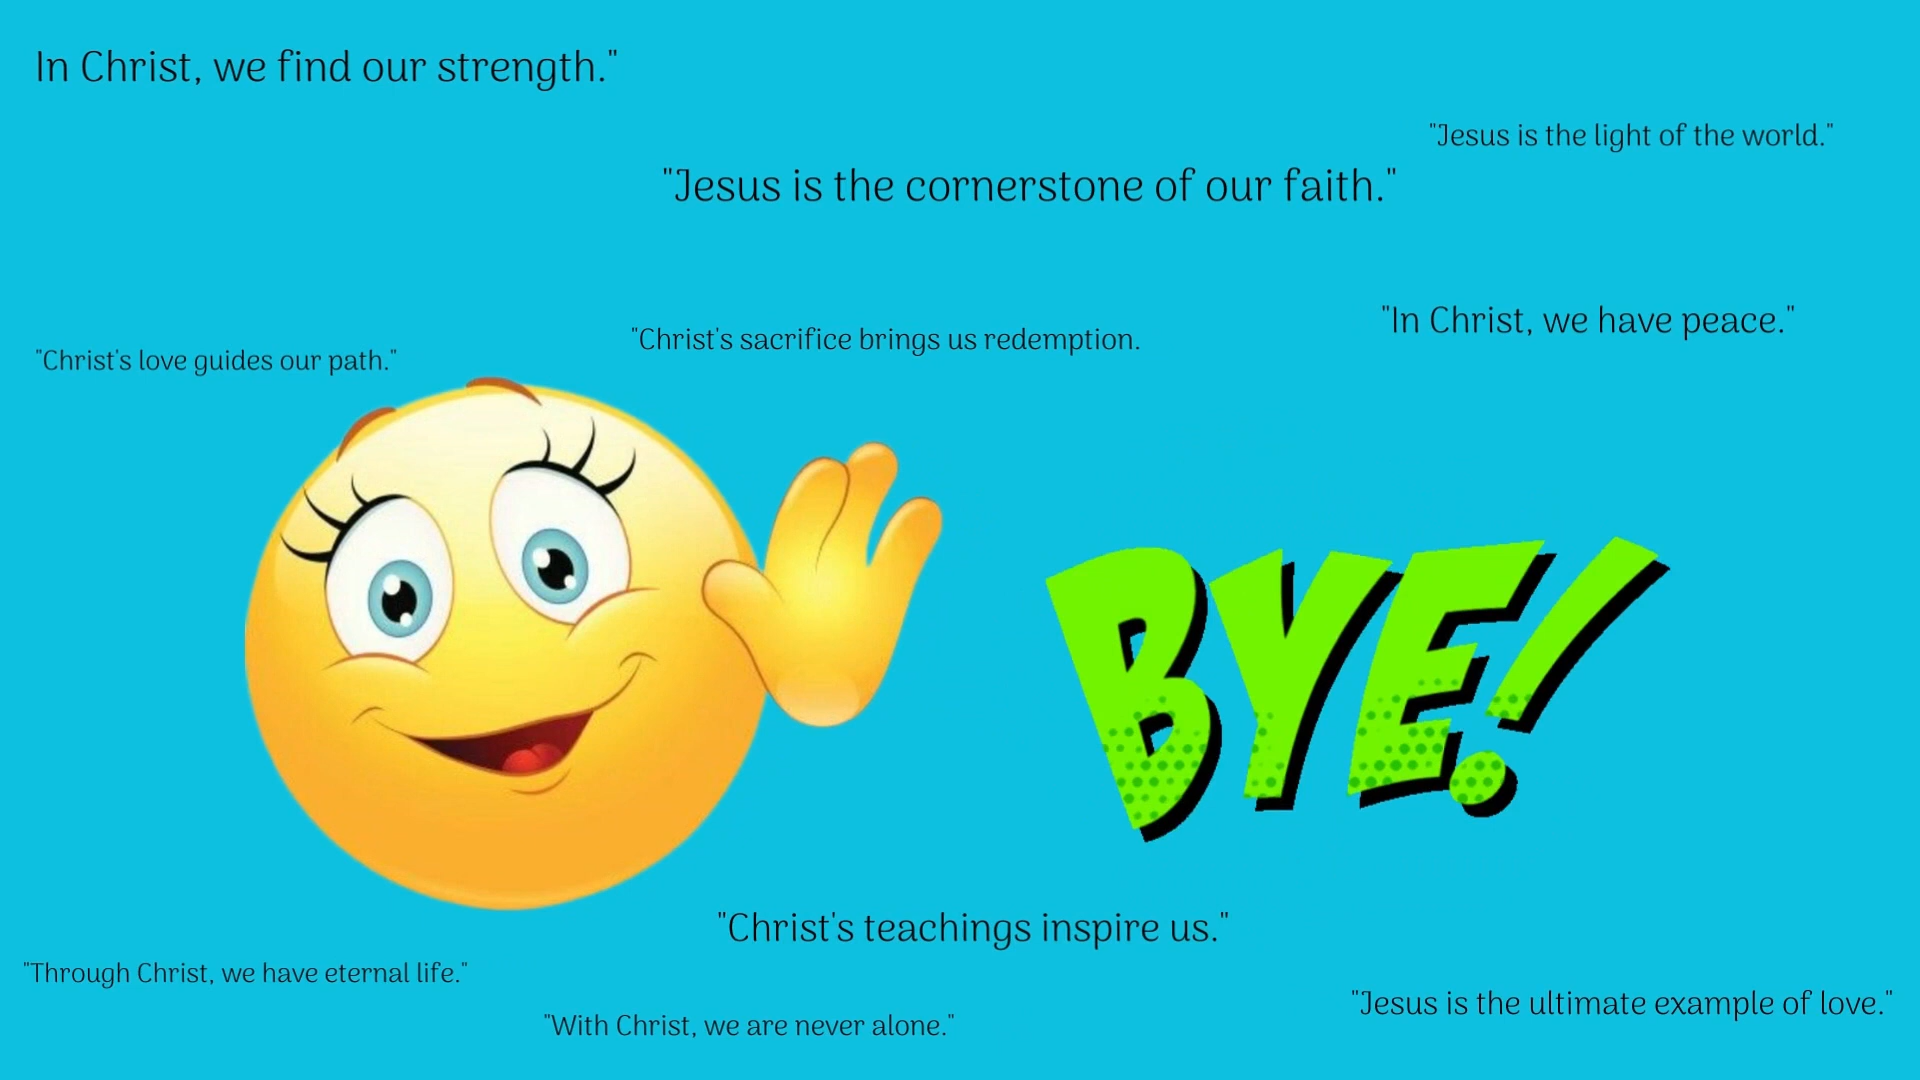 In Christ, we find our strength."
"Jesus is the light of the world."
"Jesus is the cornerstone of our faith."
"In Christ, we have peace."
"Christ's sacrifice brings us redemption.
"Christ's love guides our path."
BYE!
"Christ's teachings inspire us."
"Through Christ, we have eternal life."
"Jesus is the ultimate example of love."
"With Christ, we are never alone."